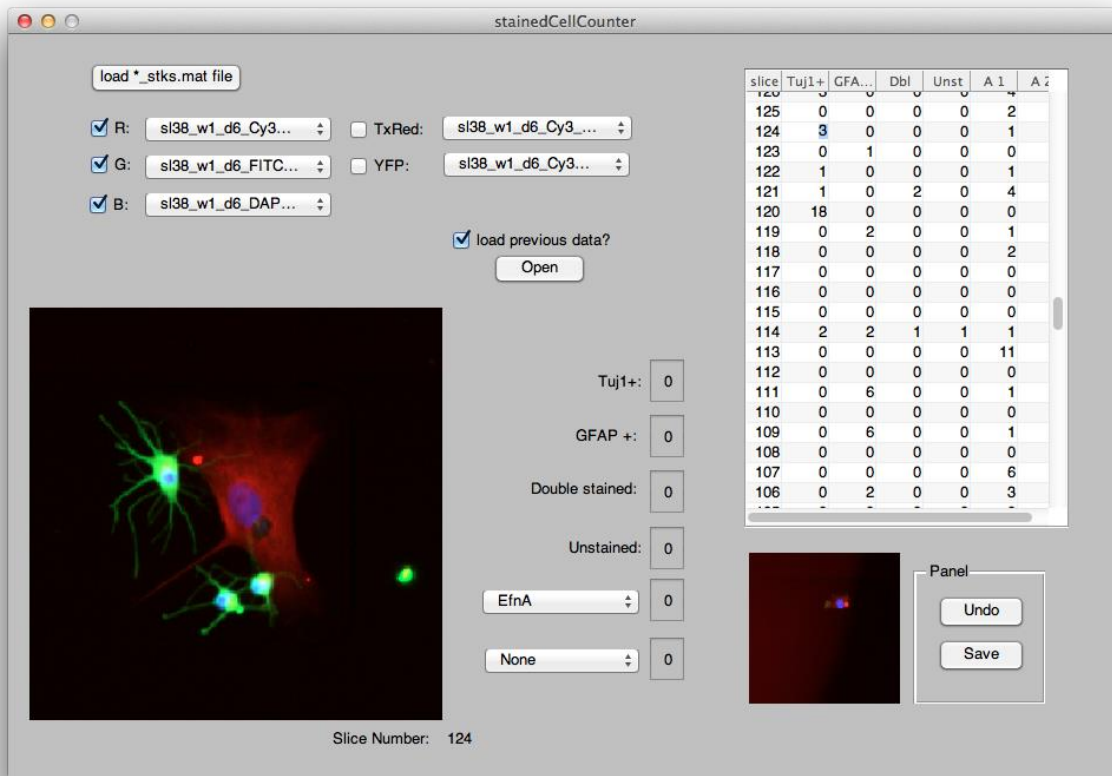 stainedCellCounter
load *_stks.mat file
R: sl38_w1_d6_Cy3... TxRed: sl38_w1_d6_Cy3_...
G: sl38_w1_d6_FITC... YFP: sl38_w1_d6_Cy3...
B: sl38_w1_d6_DAP...
load previous data?
Open
slice Tuj1+ GFA... Dbl Unst A 1 A 2
125 0 0 0 0 2
124 3 0 0 0 1
123 0 1 0 0 0
122 1 0 0 0 1
121 1 0 2 0 4
120 18 0 0 0 0
119 0 2 0 0 1
118 0 0 0 0 2
117 0 0 0 0 0
116 0 0 0 0 0
115 0 0 0 0 0
114 2 2 1 1 1
113 0 0 0 0 11
112 0 0 0 0 0
111 0 6 0 0 1
110 0 0 0 0 0
109 0 6 0 0 1
108 0 0 0 0 0
107 0 0 0 0 6
106 0 2 0 0 3
Tuj1+: 0
GFAP +: 0
Double stained: 0
Unstained: 0
EfnA 0
None 0
Panel
Undo
Save
Slice Number: 124